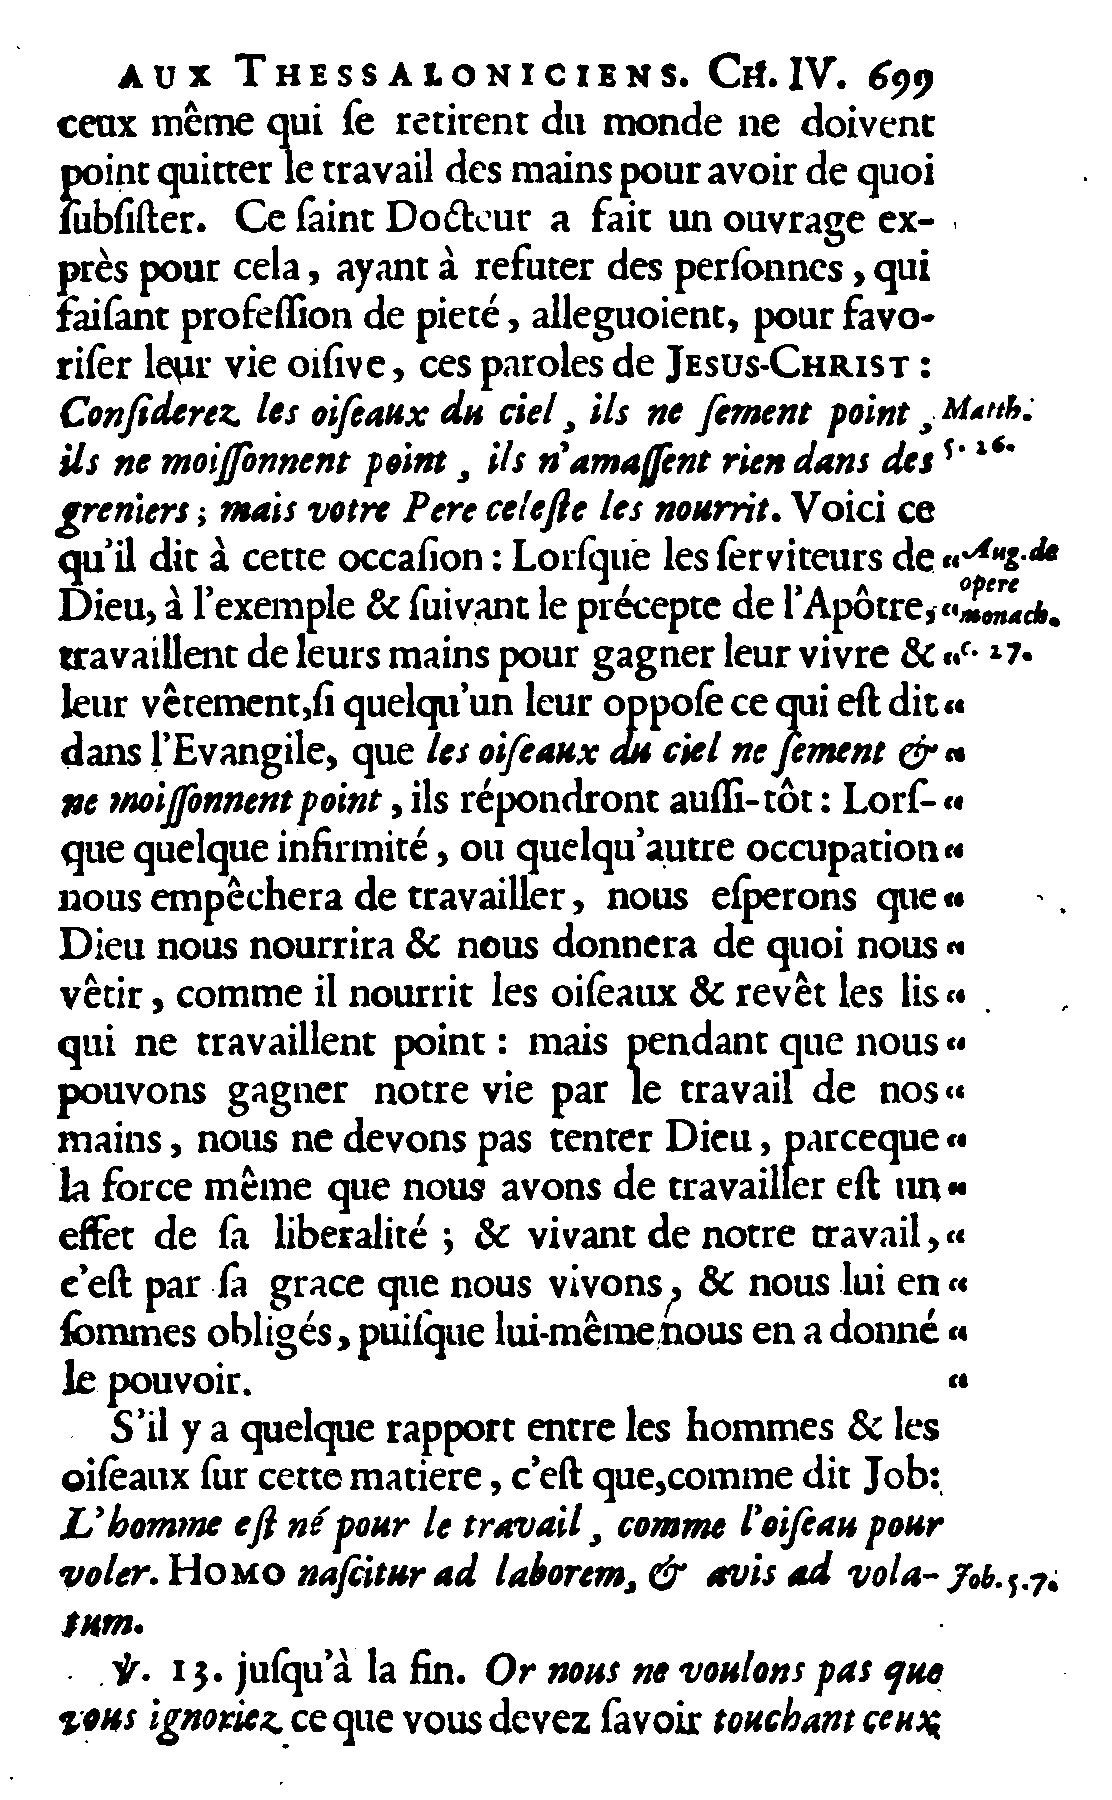 AUX THESSALONICIENS. CH. IV. 699
ceux même qui ſe retirent du monde ne doivent
point quitter le travail des mains pour avoir de quoi
ſubſiſter. Ce ſaint Docteur a fait un ouvrage ex-
près pour cela, ayant à refuter des perſonnes, qui
faiſant profeſſion de pieté, alleguoient, pour favo-
riſer leur vie oiſive, ces paroles de JESUS-CHRIST :
Conſiderez les oiſeaux du ciel, ils ne ſement point, Matth.
ils ne moiſſonnent point, ils n'amaſſent rien dans des 5. 26.
greniers ; mais votre Pere celeſte les nourrit. Voici ce
qu'il dit à cette occaſion : Lorſque les ſerviteurs de “ Aug. de
Dieu, à l'exemple & ſuivant le précepte de l'Apôtre, “ opere monach.
travaillent de leurs mains pour gagner leur vivre & “ c. 27.
leur vêtement, ſi quelqu'un leur oppoſe ce qui eſt dit “
dans l'Evangile, que les oiſeaux du ciel ne ſement & “
ne moiſſonnent point, ils répondront auſſi-tôt : Lorſ- “
que quelque infirmité, ou quelqu'autre occupation “
nous empêchera de travailler, nous eſperons que “
Dieu nous nourrira & nous donnera de quoi nous “
vêtir, comme il nourrit les oiſeaux & revêt les lis “
qui ne travaillent point : mais pendant que nous “
pouvons gagner notre vie par le travail de nos “
mains, nous ne devons pas tenter Dieu, parceque “
la force même que nous avons de travailler eſt un “
effet de ſa liberalité ; & vivant de notre travail, “
c'eſt par ſa grace que nous vivons, & nous lui en “
ſommes obligés, puiſque lui-même nous en a donné “
le pouvoir. “
S'il y a quelque rapport entre les hommes & les
oiſeaux ſur cette matiere, c'eſt que, comme dit Job:
L'homme eſt né pour le travail, comme l'oiſeau pour
voler. HOMO naſcitur ad laborem, & avis ad vola- Job. 5. 7.
tum.
℣. 13. juſqu'à la fin. Or nous ne voulons pas que
vous ignoriez ce que vous devez ſavoir touchant ceux